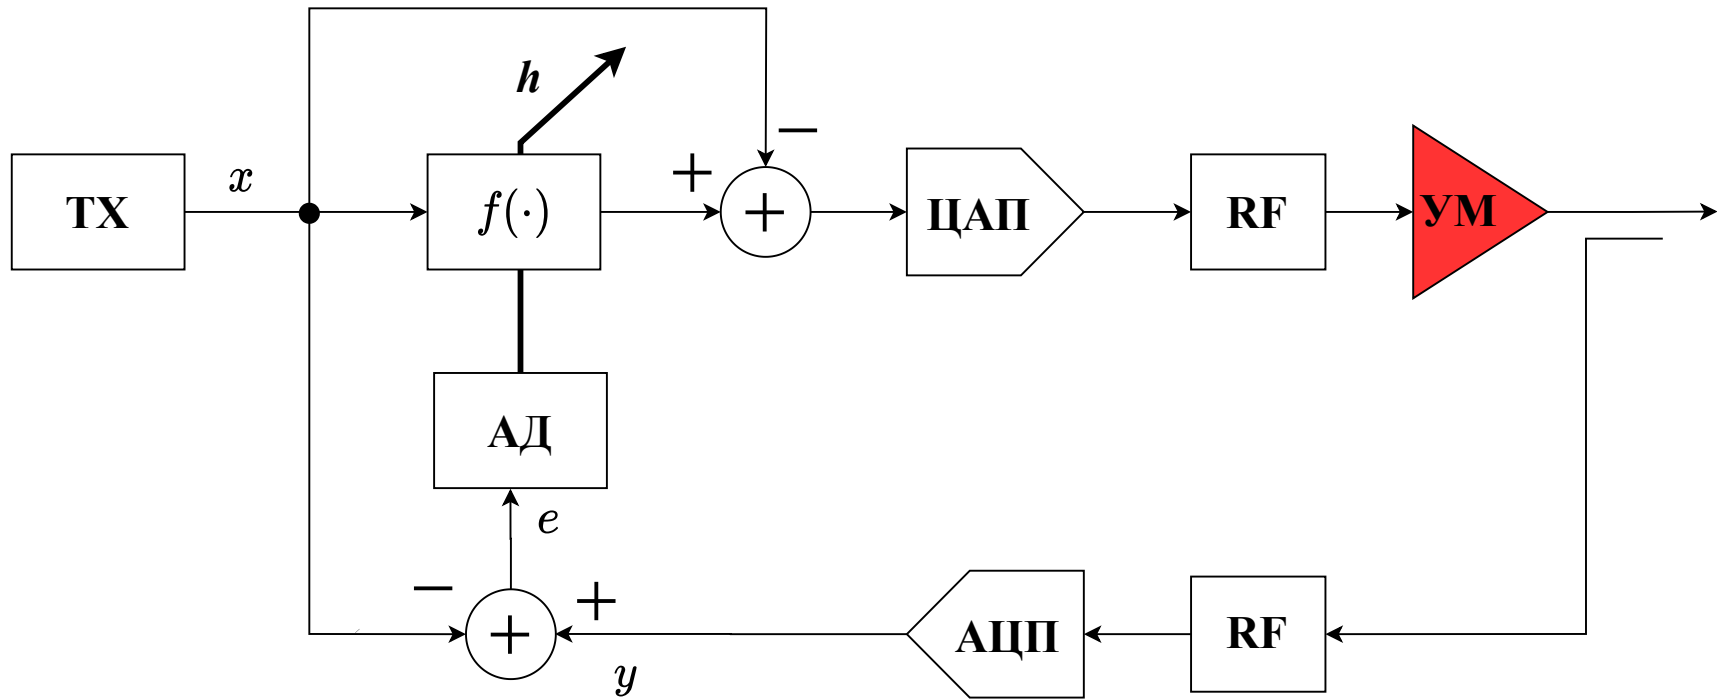 h
−
TX
x
f(·)
+
+
ЦАП
RF
УМ
АД
e
−
+
+
y
АЦП
RF